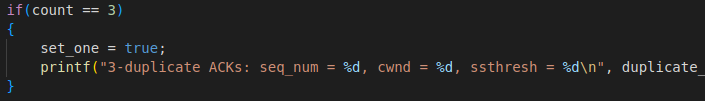 if(count == 3)
{
set_one = true;
printf("3-duplicate ACKs: seq_num = %d, cwnd = %d, ssthresh = %d\n", duplicate_
}